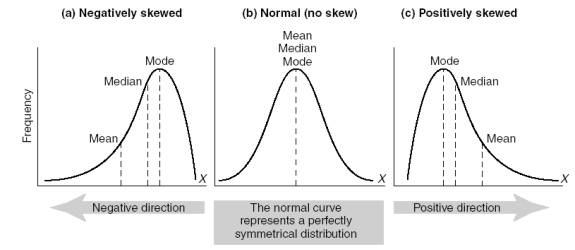 (a) Negatively skewed
(b) Normal (no skew)
(c) Positively skewed
Frequency
Mean
Median
Mode
X
Mean
Median
Mode
X
Mode
Median
Mean
X
Negative direction
The normal curve
represents a perfectly
symmetrical distribution
Positive direction